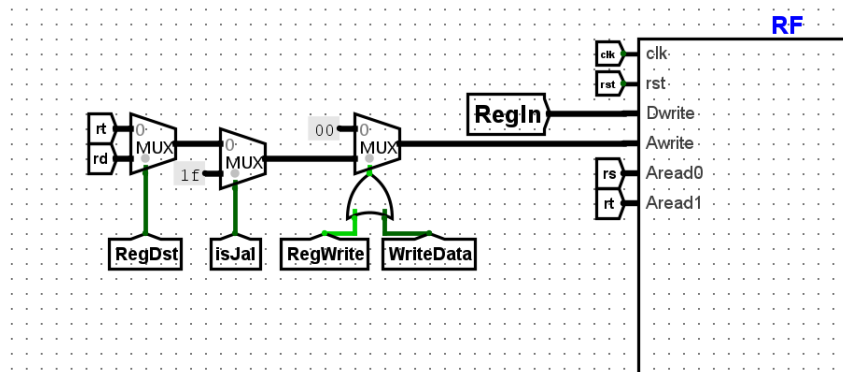 RF
clk clk
rst rst
RegIn Dwrite
rt 0 MUX 0 MUX 00 0 MUX Awrite
rd 1f
rs Aread0
rt Aread1
RegDst isJal RegWrite WriteData